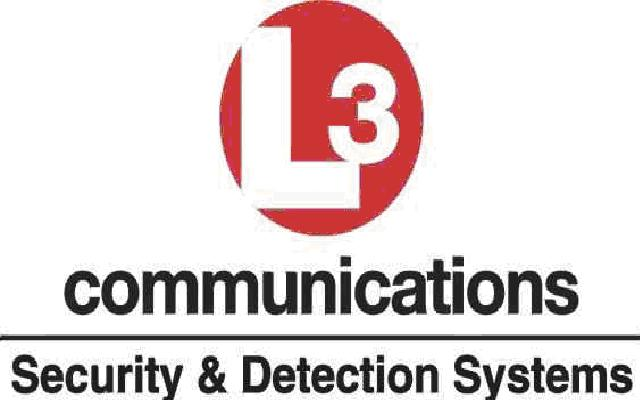 L3
communications
Security & Detection Systems